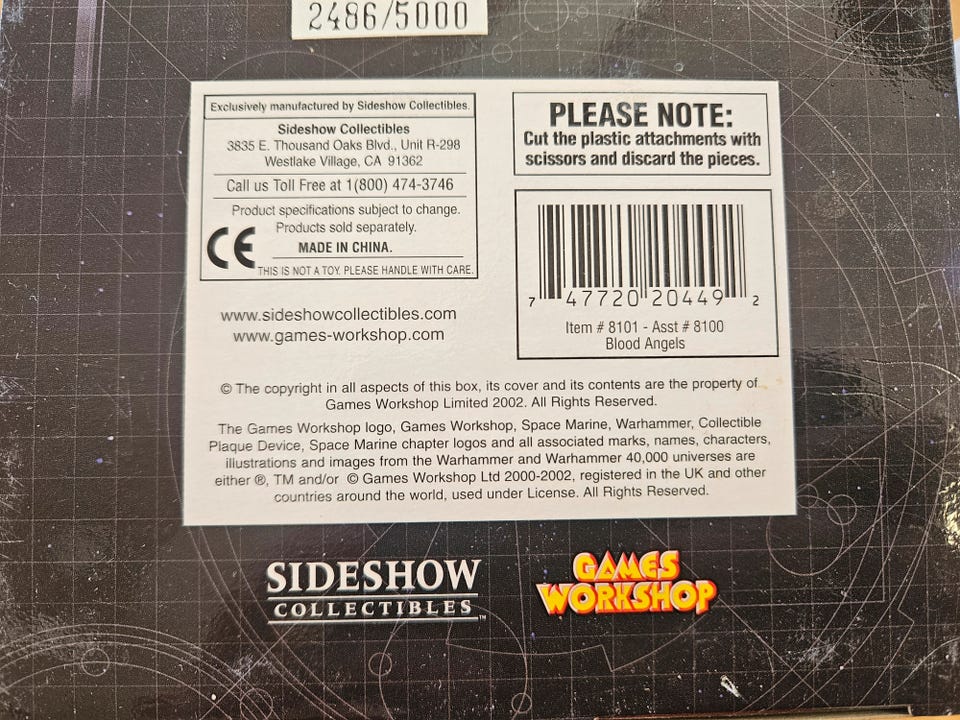 2486/5000
Exclusively manufactured by Sideshow Collectibles.
Sideshow Collectibles
3835 E. Thousand Oaks Blvd., Unit R-298
Westlake Village, CA 91362
Call us Toll Free at 1(800) 474-3746
Product specifications subject to change.
Products sold separately.
CE
MADE IN CHINA.
THIS IS NOT A TOY. PLEASE HANDLE WITH CARE.
www.sideshowcollectibles.com
www.games-workshop.com
PLEASE NOTE:
Cut the plastic attachments with
scissors and discard the pieces.
7 47720 20449 2
Item # 8101 - Asst # 8100
Blood Angels
© The copyright in all aspects of this box, its cover and its contents are the property of
Games Workshop Limited 2002. All Rights Reserved.
The Games Workshop logo, Games Workshop, Space Marine, Warhammer, Collectible
Plaque Device, Space Marine chapter logos and all associated marks, names, characters,
illustrations and images from the Warhammer and Warhammer 40,000 universes are
either ®, TM and/or © Games Workshop Ltd 2000-2002, registered in the UK and other
countries around the world, used under License. All Rights Reserved.
SIDESHOW
COLLECTIBLES™
GAMES
WORKSHOP